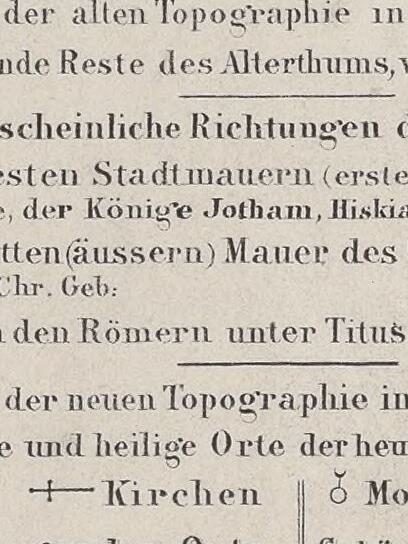 der alten Topographie in
nde Reste des Alterthums,
scheinliche Richtungen
esten Stadtmauern (erste
, der Könige Jotham, Hiskia
tten (äussern) Mauer des
Chr. Geb:
den Römern unter Titus
der neuen Topographie in
e und heilige Orte der heu
Kirchen Mo